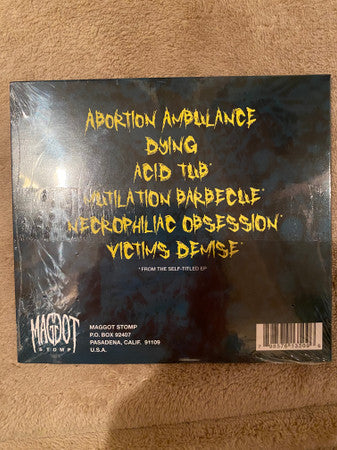 ABORTION AMBULANCE
DYING
ACID TUB*
MUTILATION BARBECUE*
NECROPHILIAC OBSESSION*
VICTIMS DEMISE*
* FROM THE SELF-TITLED EP
MAGGOT
STOMP
MAGGOT STOMP
P.O. BOX 92407
PASADENA, CALIF. 91109
U.S.A.